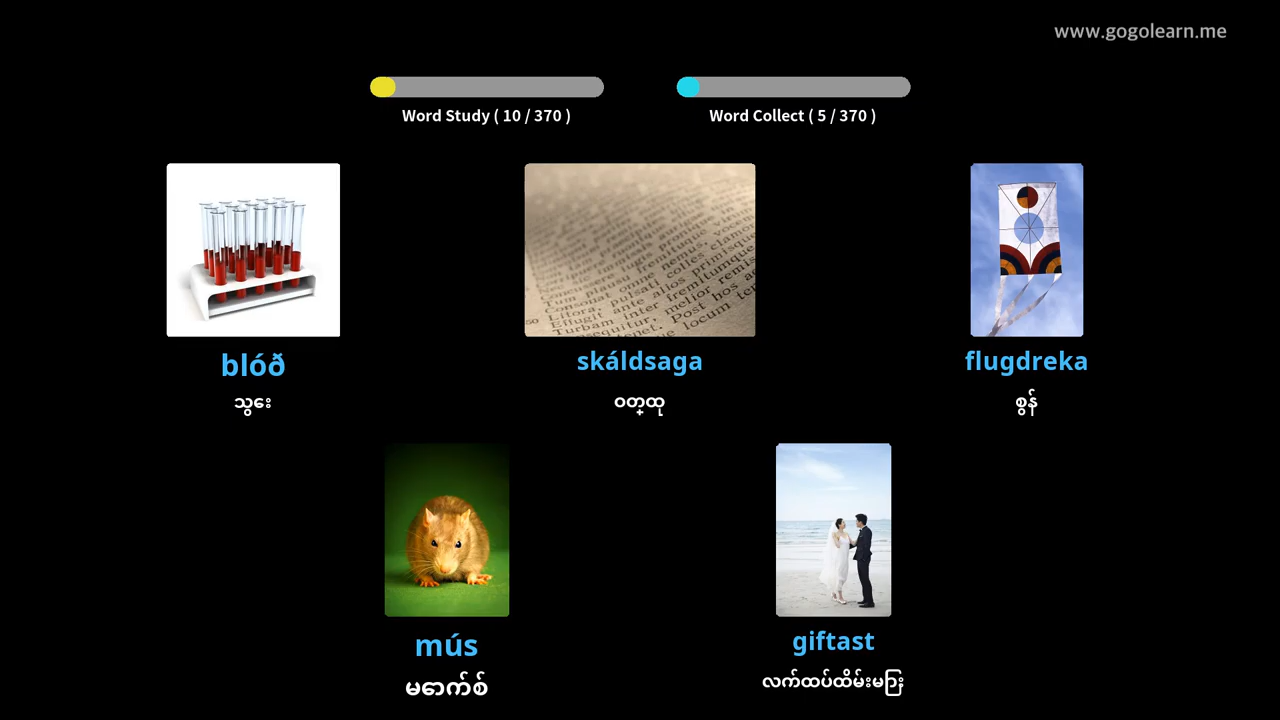 www.gogolearn.me
Word Study ( 10 / 370 )
Word Collect ( 5 / 370 )
blóð
skáldsaga
flugdreka
သွေး
ဝတ္ထု
စွန်
mús
giftast
မောက်စ်
လက်ထပ်ထိမ်းမြား